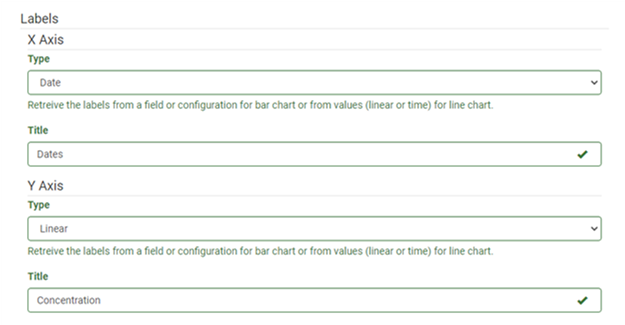 Labels
X Axis
Type
Date
Retreive the labels from a field or configuration for bar chart or from values (linear or time) for line chart.
Title
Dates
Y Axis
Type
Linear
Retreive the labels from a field or configuration for bar chart or from values (linear or time) for line chart.
Title
Concentration